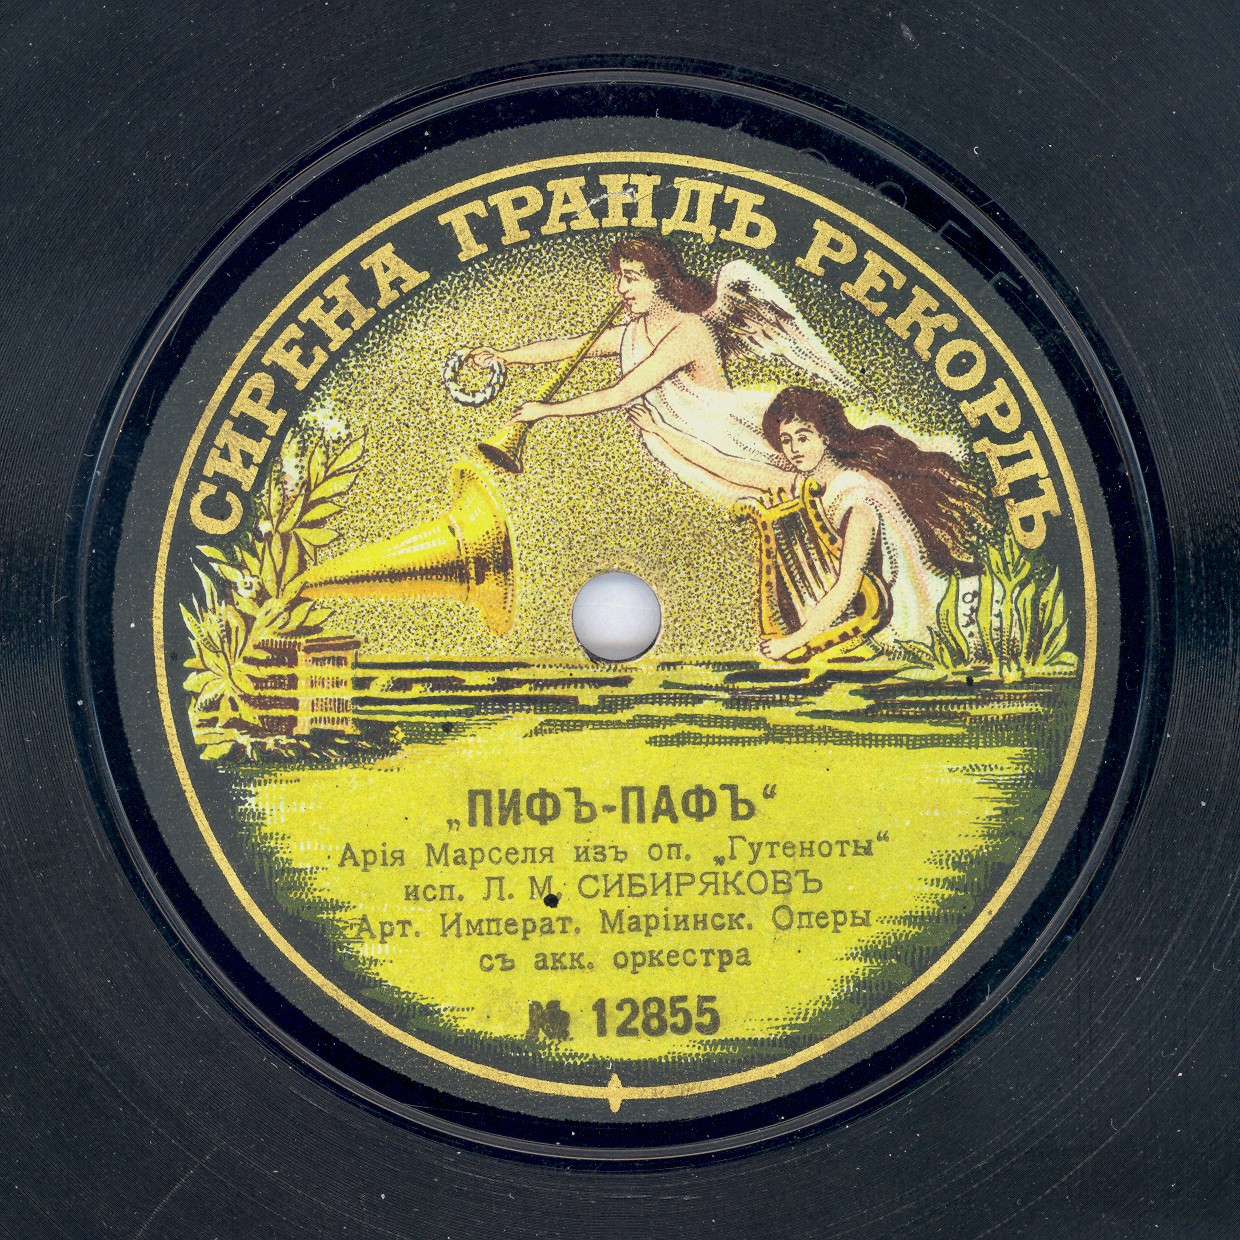 СИРЕНА ГРАНДЪ РЕКОРДЪ
„ПИФЪ-ПАФЪ“
Арія Марселя изъ оп. „Гугеноты“
исп. Л. М. СИБИРЯКОВЪ
Арт. Императ. Маріинск. Оперы
съ акк. оркестра
№ 12855